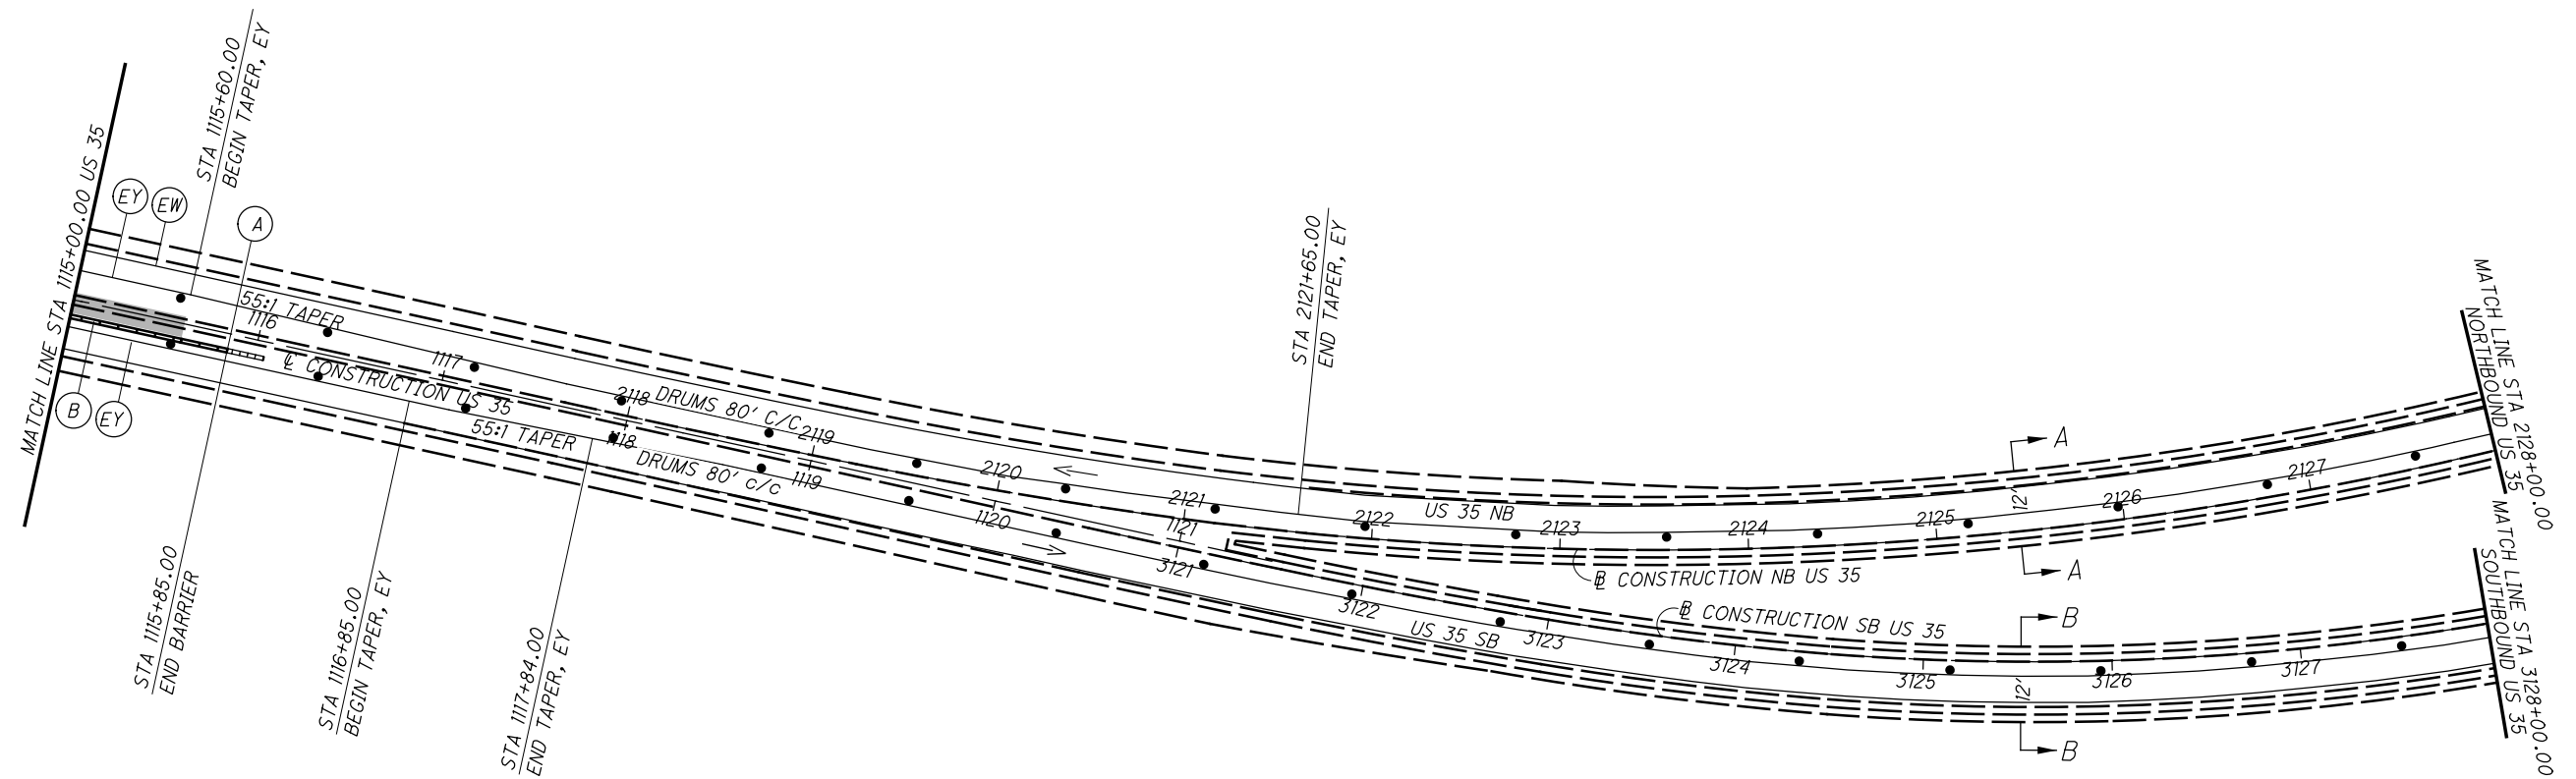 MATCH LINE STA 1115+00.00 US 35
EY
EW
STA 1115+60.00
BEGIN TAPER, EY
A
B
EY
55:1 TAPER
1116
1117
℄ CONSTRUCTION US 35
55:1 TAPER
STA 1115+85.00
END BARRIER
STA 1116+85.00
BEGIN TAPER, EY
STA 1117+84.00
END TAPER, EY
2118
1118
DRUMS 80' C/C
DRUMS 80' c/c
2119
1119
2120
1120
2121
1121
3121
STA 2121+65.00
END TAPER, EY
US 35 NB
2122
2123
2124
2125
2126
2127
12'
A
A
℄ CONSTRUCTION NB US 35
℄ CONSTRUCTION SB US 35
3122
US 35 SB
3123
3124
3125
3126
3127
12'
B
B
MATCH LINE STA 2128+00.00
NORTHBOUND US 35
MATCH LINE STA 3128+00.00
SOUTHBOUND US 35